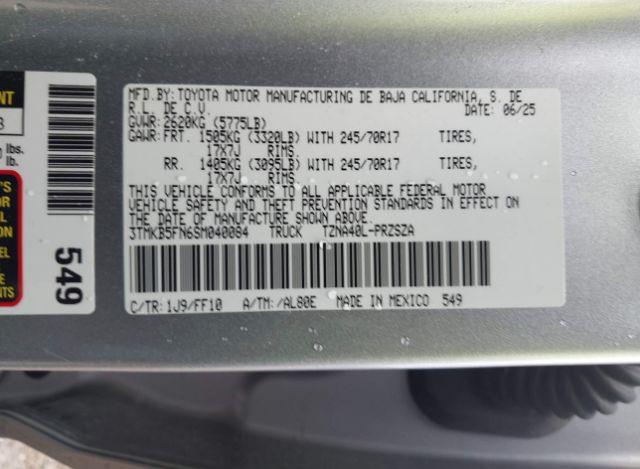 MFD.BY:TOYOTA MOTOR MANUFACTURING DE BAJA CALIFORNIA, S. DE
R.L. DE C.V. DATE: 06/25
GVWR: 2620KG (5775LB)
GAWR:FRT. 1505KG (3320LB) WITH 245/70R17 TIRES,
17X7J RIMS.
RR. 1405KG (3095LB) WITH 245/70R17 TIRES,
17X7J RIMS.
THIS VEHICLE CONFORMS TO ALL APPLICABLE FEDERAL MOTOR
VEHICLE SAFETY AND THEFT PREVENTION STANDARDS IN EFFECT ON
THE DATE OF MANUFACTURE SHOWN ABOVE.
3TMKB5FN6SM040084 TRUCK TZNA40L-PRZSZA
C/TR:1J9/FF10 A/TM:/AL80E MADE IN MEXICO 549
lbs.
lb.
549